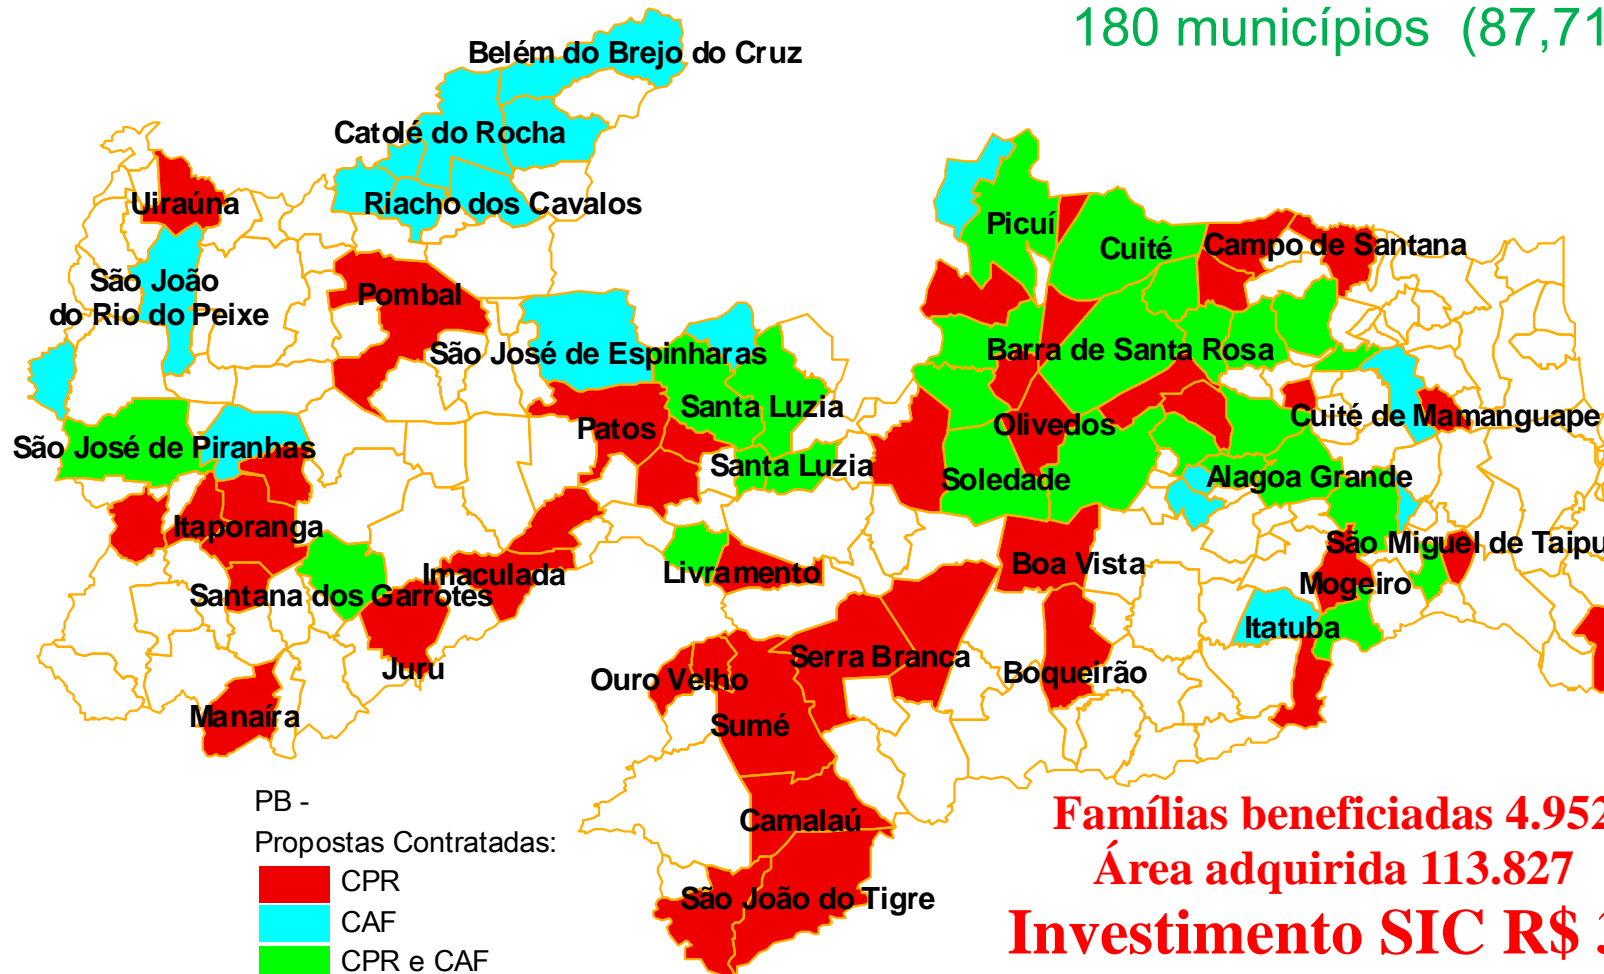 180 municípios (87,71
Belém do Brejo do Cruz
Catolé do Rocha
Uiraúna
Riacho dos Cavalos
Picuí
Cuité
Campo de Santana
São João
do Rio do Peixe
Pombal
São José de Espinharas
Barra de Santa Rosa
Santa Luzia
Patos
Olivedos
Cuité de Mamanguape
São José de Piranhas
Santa Luzia
Soledade
Alagoa Grande
Itaporanga
São Miguel de Taipu
Imaculada
Livramento
Boa Vista
Mogeiro
Santana dos Garrotes
Itatuba
Juru
Ouro Velho
Serra Branca
Boqueirão
Manaíra
Sumé
Camalaú
São João do Tigre
PB -
Propostas Contratadas:
CPR
CAF
CPR e CAF
Famílias beneficiadas 4.952
Área adquirida 113.827
Investimento SIC R$ 3